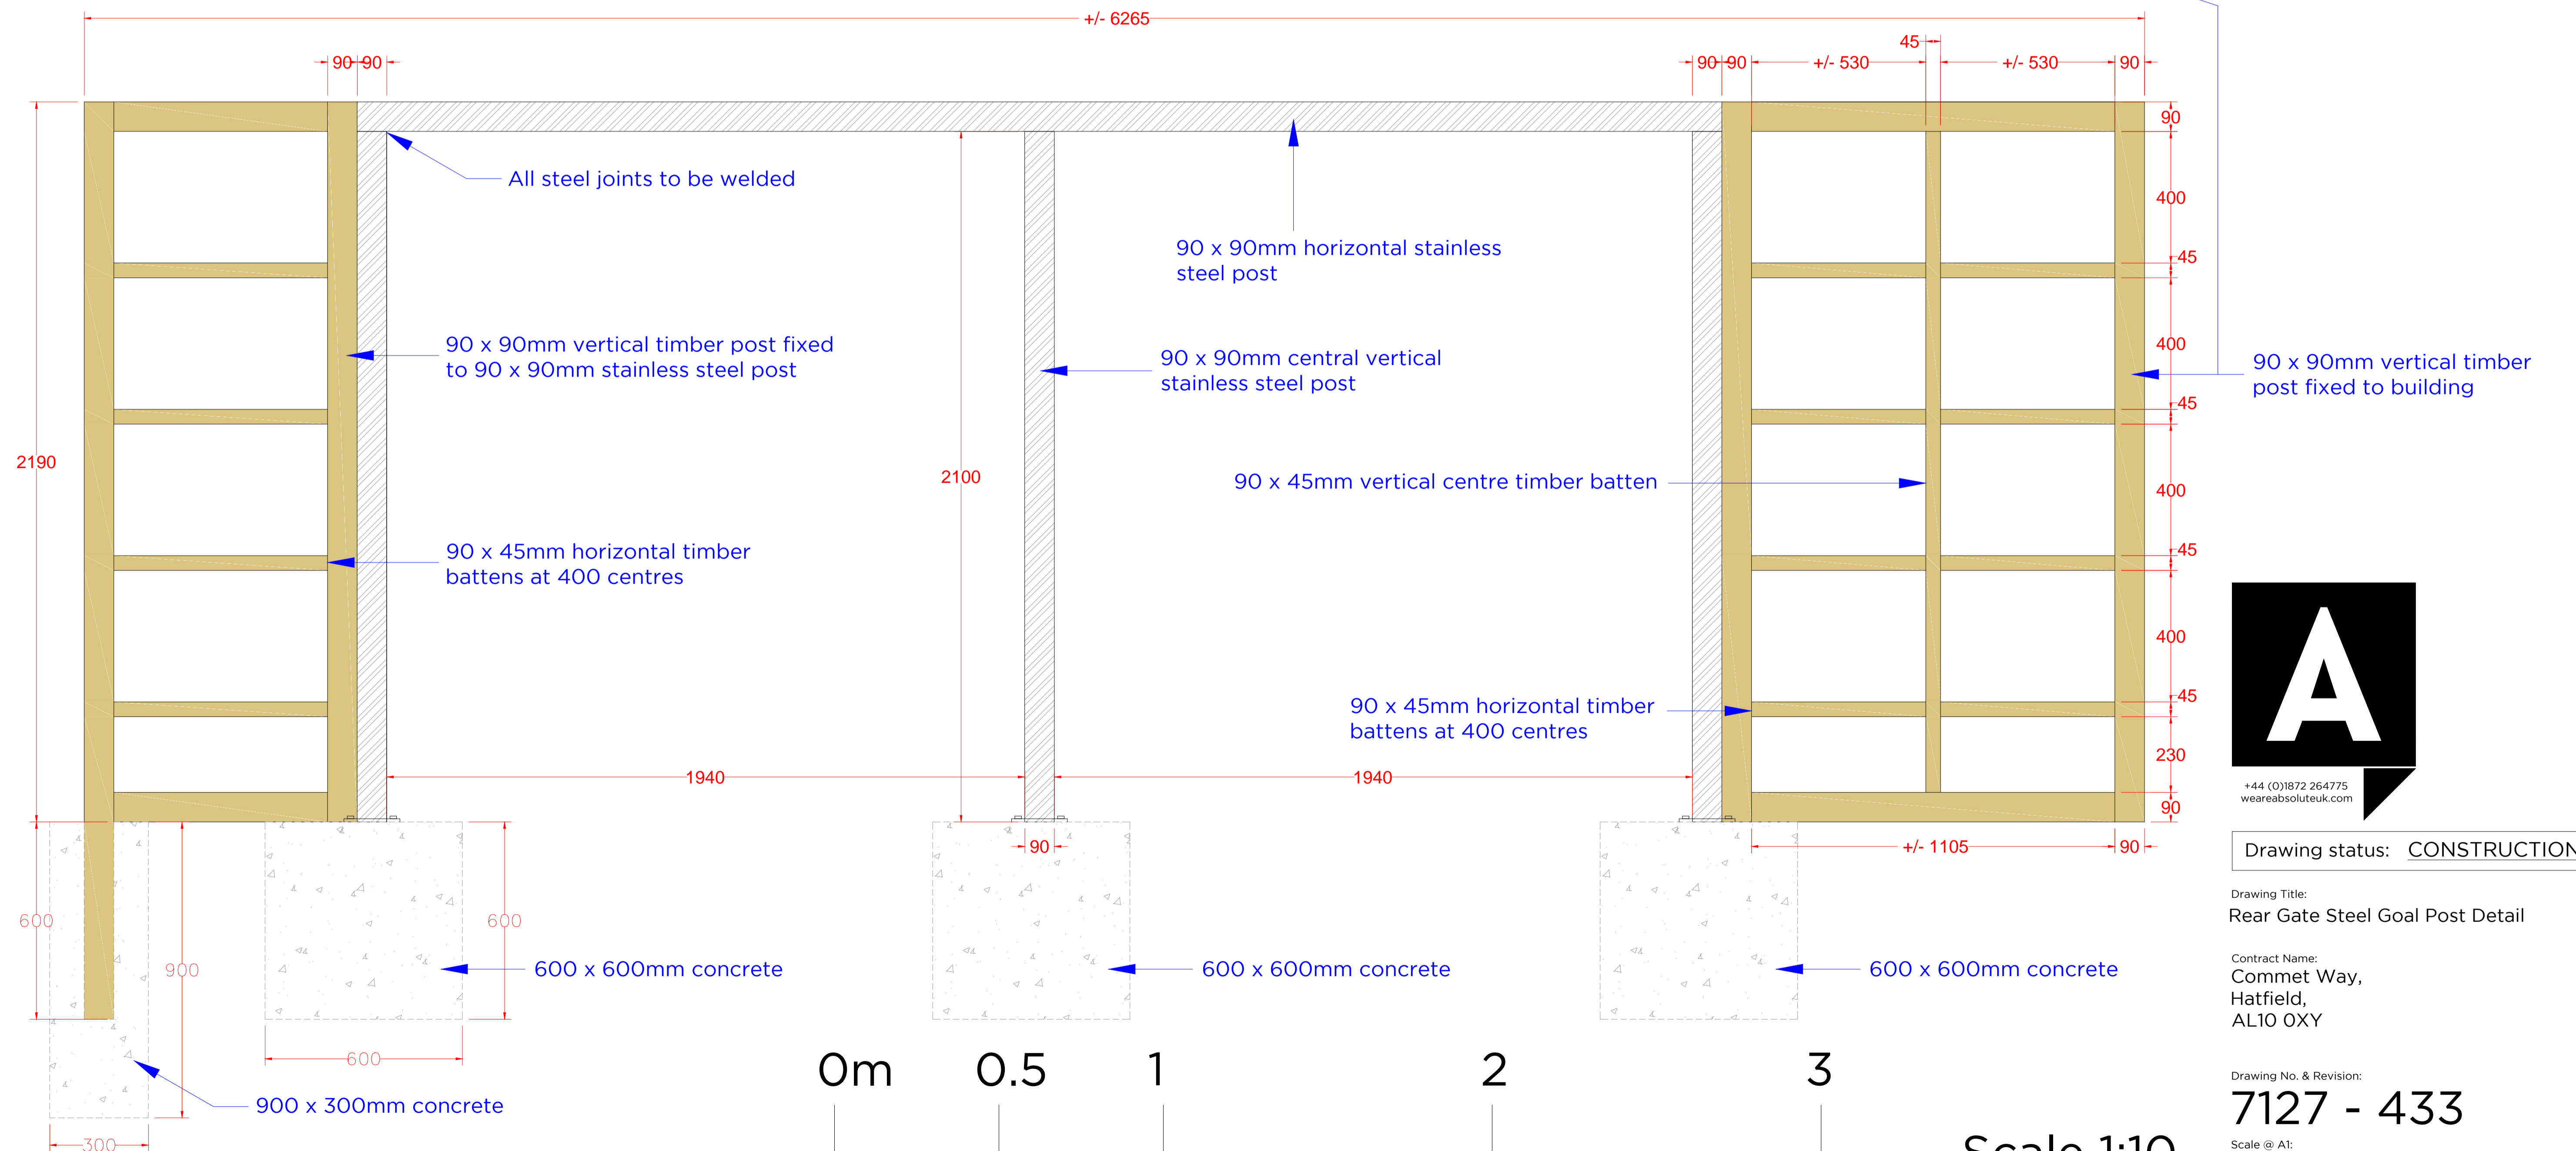 +/- 6265
45
90 90
90 90 +/- 530 +/- 530 90
90
All steel joints to be welded
400
90 x 90mm horizontal stainless
steel post
45
90 x 90mm vertical timber post fixed
to 90 x 90mm stainless steel post
90 x 90mm central vertical
stainless steel post
400
90 x 90mm vertical timber
post fixed to building
45
2190
2100
90 x 45mm vertical centre timber batten
400
90 x 45mm horizontal timber
battens at 400 centres
45
400
90 x 45mm horizontal timber
battens at 400 centres
45
230
1940
1940
90
90
+/- 1105 90
A
+44 (0)1872 264775
weareabsoluteuk.com
Drawing status: CONSTRUCTION
Drawing Title:
Rear Gate Steel Goal Post Detail
600
900
600
600 x 600mm concrete
600 x 600mm concrete
600 x 600mm concrete
Contract Name:
Commet Way,
Hatfield,
AL10 0XY
600
0m 0.5 1 2 3
900 x 300mm concrete
300
Drawing No. & Revision:
7127 - 433
Scale 1:10
Scale @ A1: